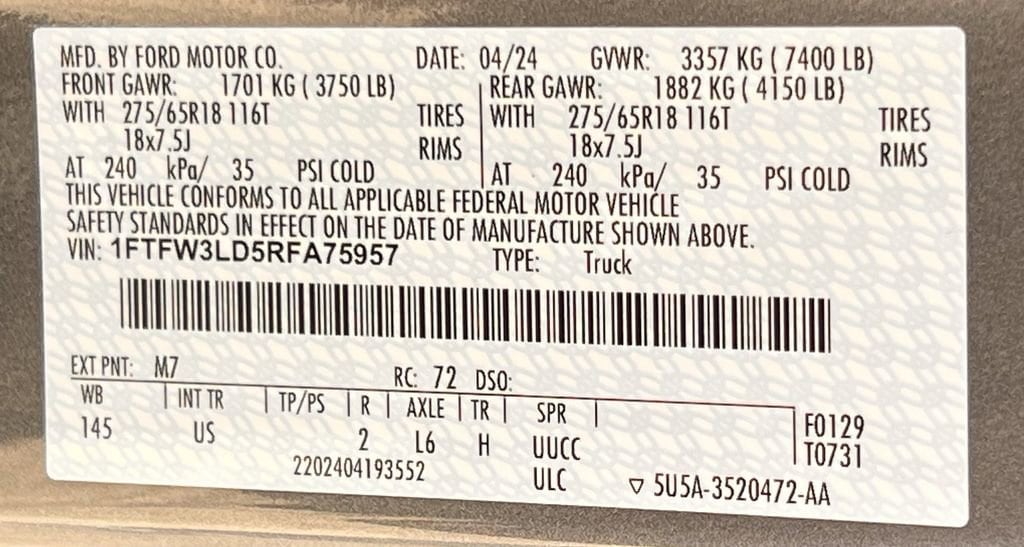 MFD. BY FORD MOTOR CO. DATE: 04/24 GVWR: 3357 KG ( 7400 LB)
FRONT GAWR: 1701 KG ( 3750 LB) REAR GAWR: 1882 KG ( 4150 LB)
WITH 275/65R18 116T TIRES WITH 275/65R18 116T TIRES
18x7.5J RIMS 18x7.5J RIMS
AT 240 kPa/ 35 PSI COLD AT 240 kPa/ 35 PSI COLD
THIS VEHICLE CONFORMS TO ALL APPLICABLE FEDERAL MOTOR VEHICLE
SAFETY STANDARDS IN EFFECT ON THE DATE OF MANUFACTURE SHOWN ABOVE.
VIN: 1FTFW3LD5RFA75957 TYPE: Truck
EXT PNT: M7 RC: 72 DSO:
WB | INT TR | TP/PS | R | AXLE | TR | SPR | F0129
145 US 2 L6 H UUCC T0731
2202404193552 ULC ▽ 5U5A-3520472-AA